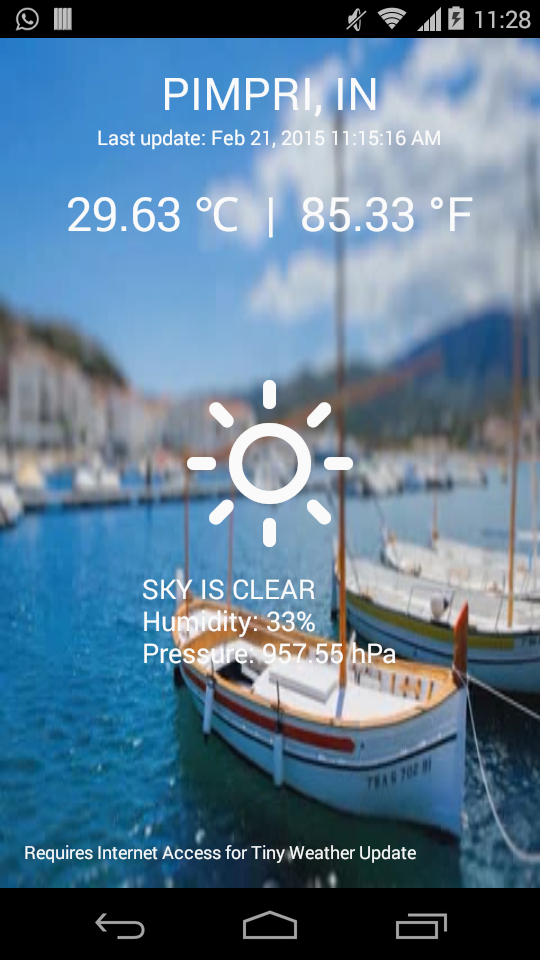 11:28
PIMPRI, IN
Last update: Feb 21, 2015 11:15:16 AM
29.63 ℃ | 85.33 °F
SKY IS CLEAR
Humidity: 33%
Pressure: 957.55 hPa
Requires Internet Access for Tiny Weather Update